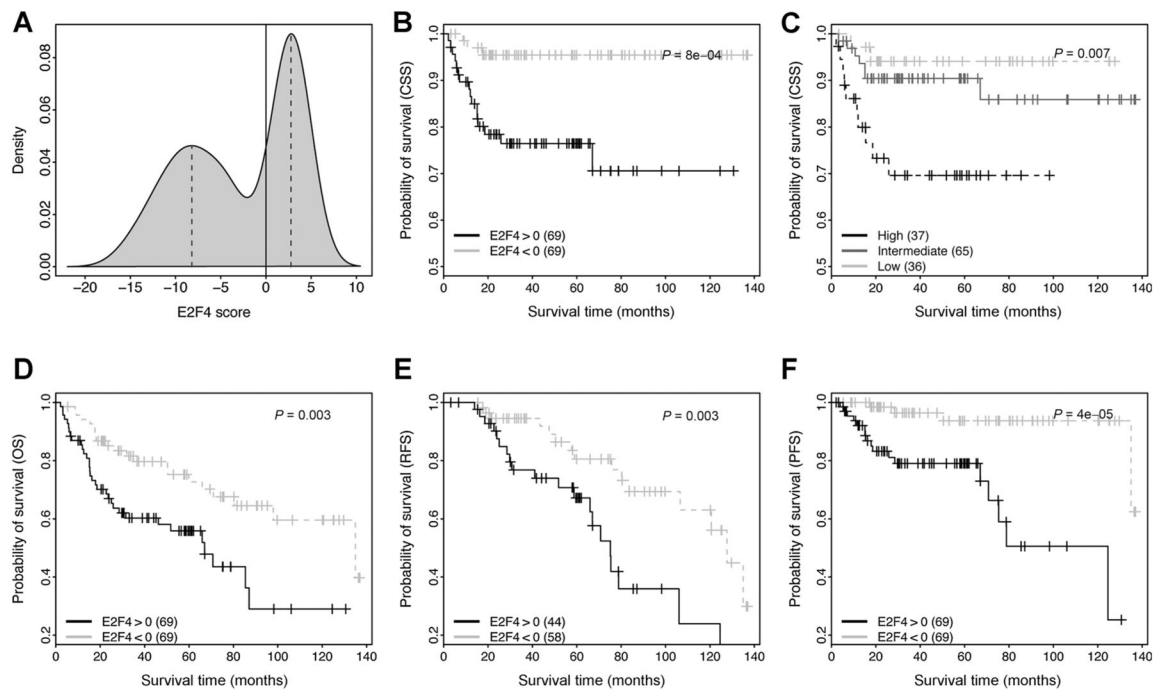 A
Density
0.00
0.02
0.04
0.06
0.08
−20 −15 −10 −5 0 5 10
E2F4 score
B
Probability of survival (CSS)
1.0
0.9
0.8
0.7
0.6
0.5
P = 8e−04
E2F4 > 0 (69)
E2F4 < 0 (69)
0 20 40 60 80 100 120 140
Survival time (months)
C
Probability of survival (CSS)
1.0
0.9
0.8
0.7
0.6
0.5
P = 0.007
High (37)
Intermediate (65)
Low (36)
0 20 40 60 80 100 120 140
Survival time (months)
D
Probability of survival (OS)
1.0
0.8
0.6
0.4
0.2
P = 0.003
E2F4 > 0 (69)
E2F4 < 0 (69)
0 20 40 60 80 100 120 140
Survival time (months)
E
Probability of survival (RFS)
1.0
0.8
0.6
0.4
0.2
P = 0.003
E2F4 > 0 (44)
E2F4 < 0 (58)
0 20 40 60 80 100 120 140
Survival time (months)
F
Probability of survival (PFS)
1.0
0.8
0.6
0.4
0.2
P = 4e−05
E2F4 > 0 (69)
E2F4 < 0 (69)
0 20 40 60 80 100 120 140
Survival time (months)